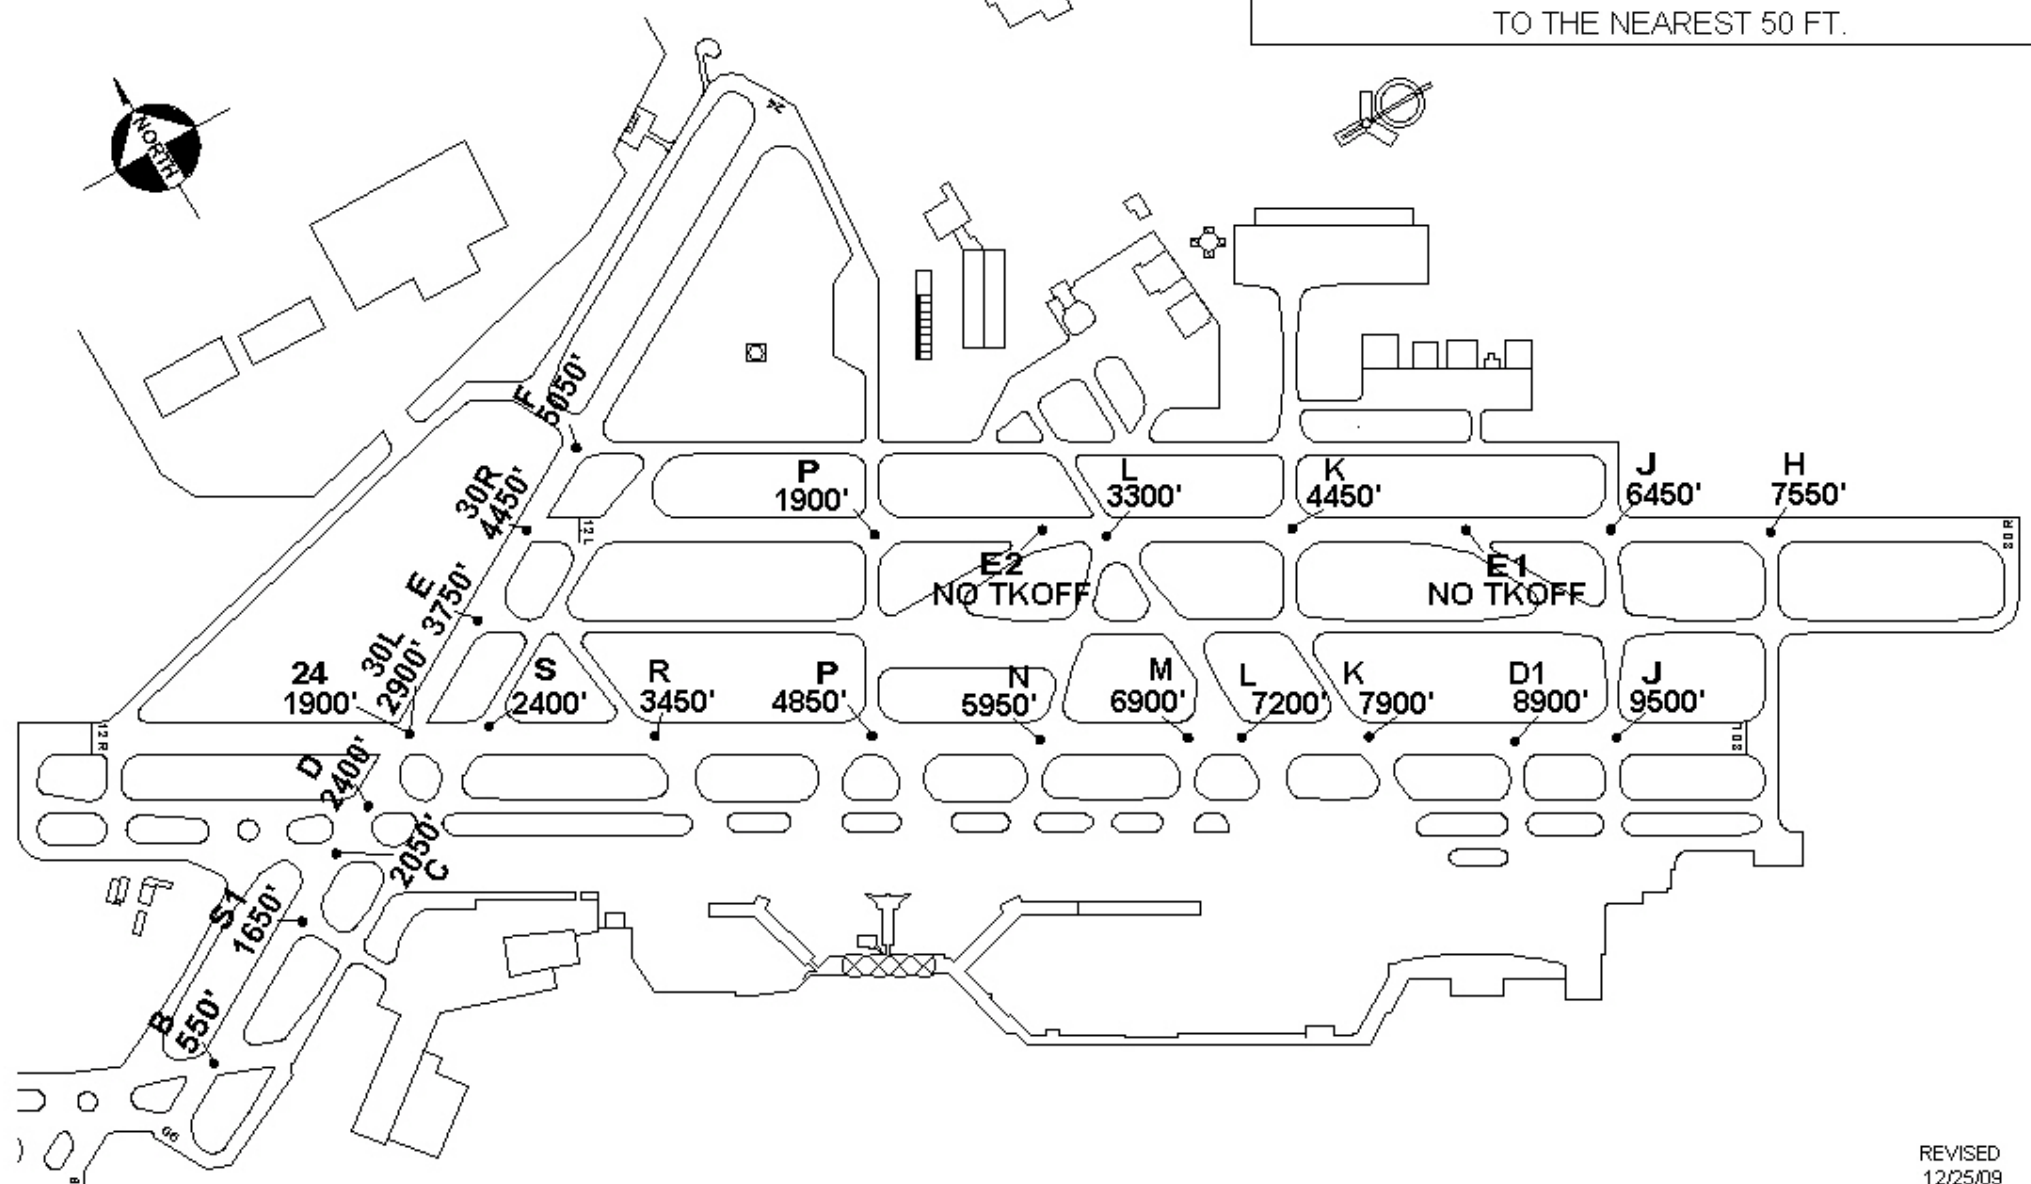 TO THE NEAREST 50 FT.
NORTH
24
F
5050'
30R
4450'
12L
P
1900'
L
3300'
K
4450'
J
6450'
H
7550'
E
3750'
E2
NO TKOFF
E1
NO TKOFF
30L
2900'
24
1900'
S
2400'
R
3450'
P
4850'
N
5950'
M
6900'
L
7200'
K
7900'
D1
8900'
J
9500'
12R
D
2400'
2050'
C
S1
1650'
B
550'
REVISED
12/25/09